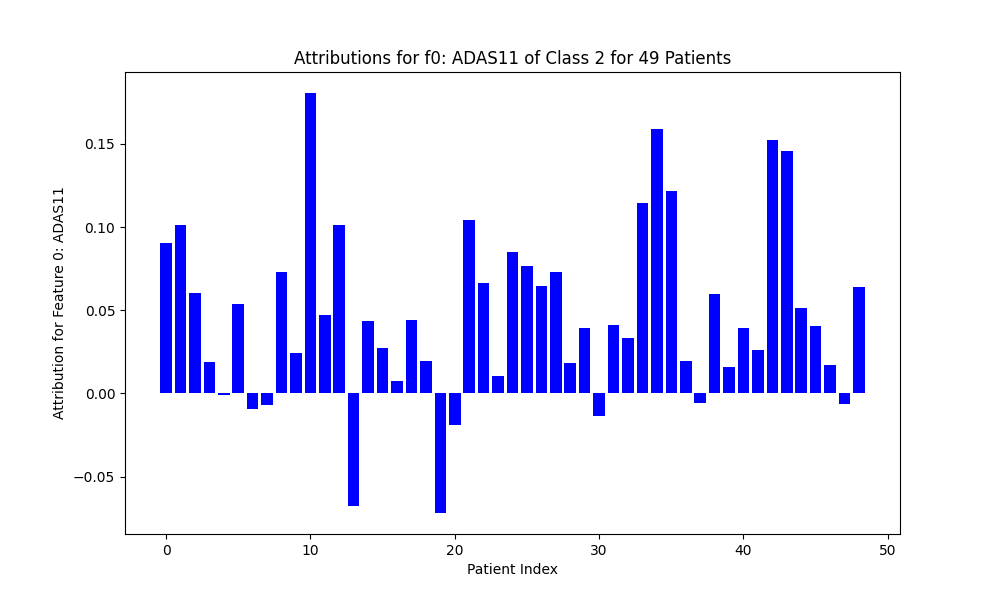 Attributions for f0: ADAS11 of Class 2 for 49 Patients
Attribution for Feature 0: ADAS11
0.15
0.10
0.05
0.00
−0.05
0 10 20 30 40 50
Patient Index